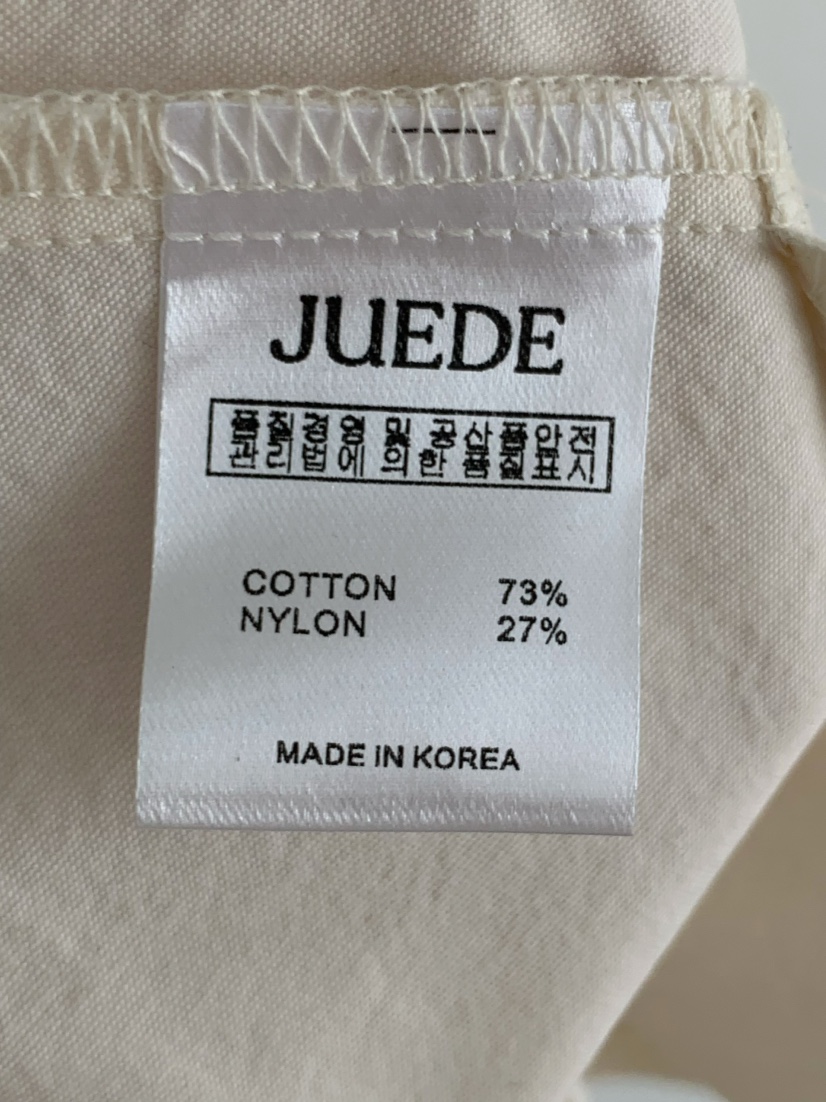 JUEDE
품질경영 및 공산품안전
관리법에 의한 품질표시
COTTON 73%
NYLON 27%
MADE IN KOREA